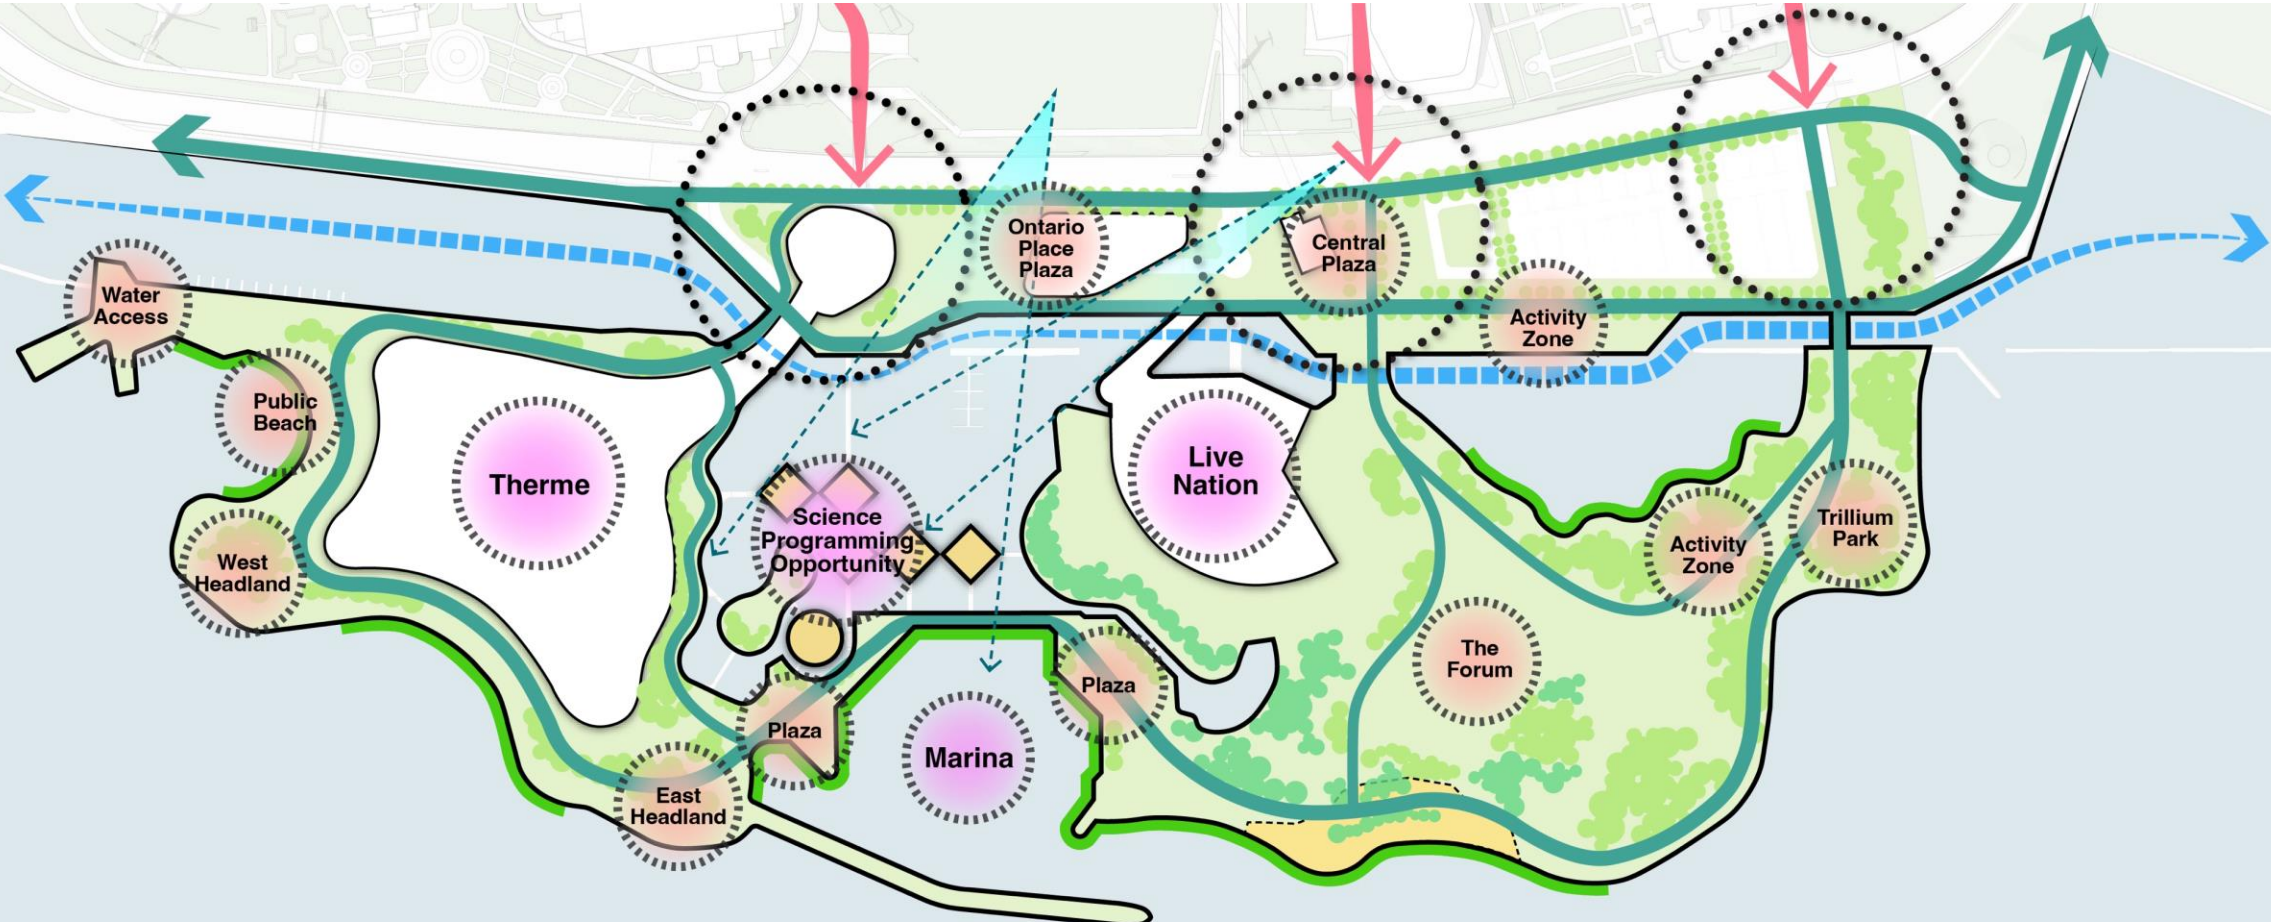 Ontario
Place
Plaza
Central
Plaza
Water
Access
Activity
Zone
Public
Beach
Therme
Live
Nation
Science
Programming
Opportunity
West
Headland
Activity
Zone
Trillium
Park
The
Forum
Plaza
Plaza
Marina
East
Headland